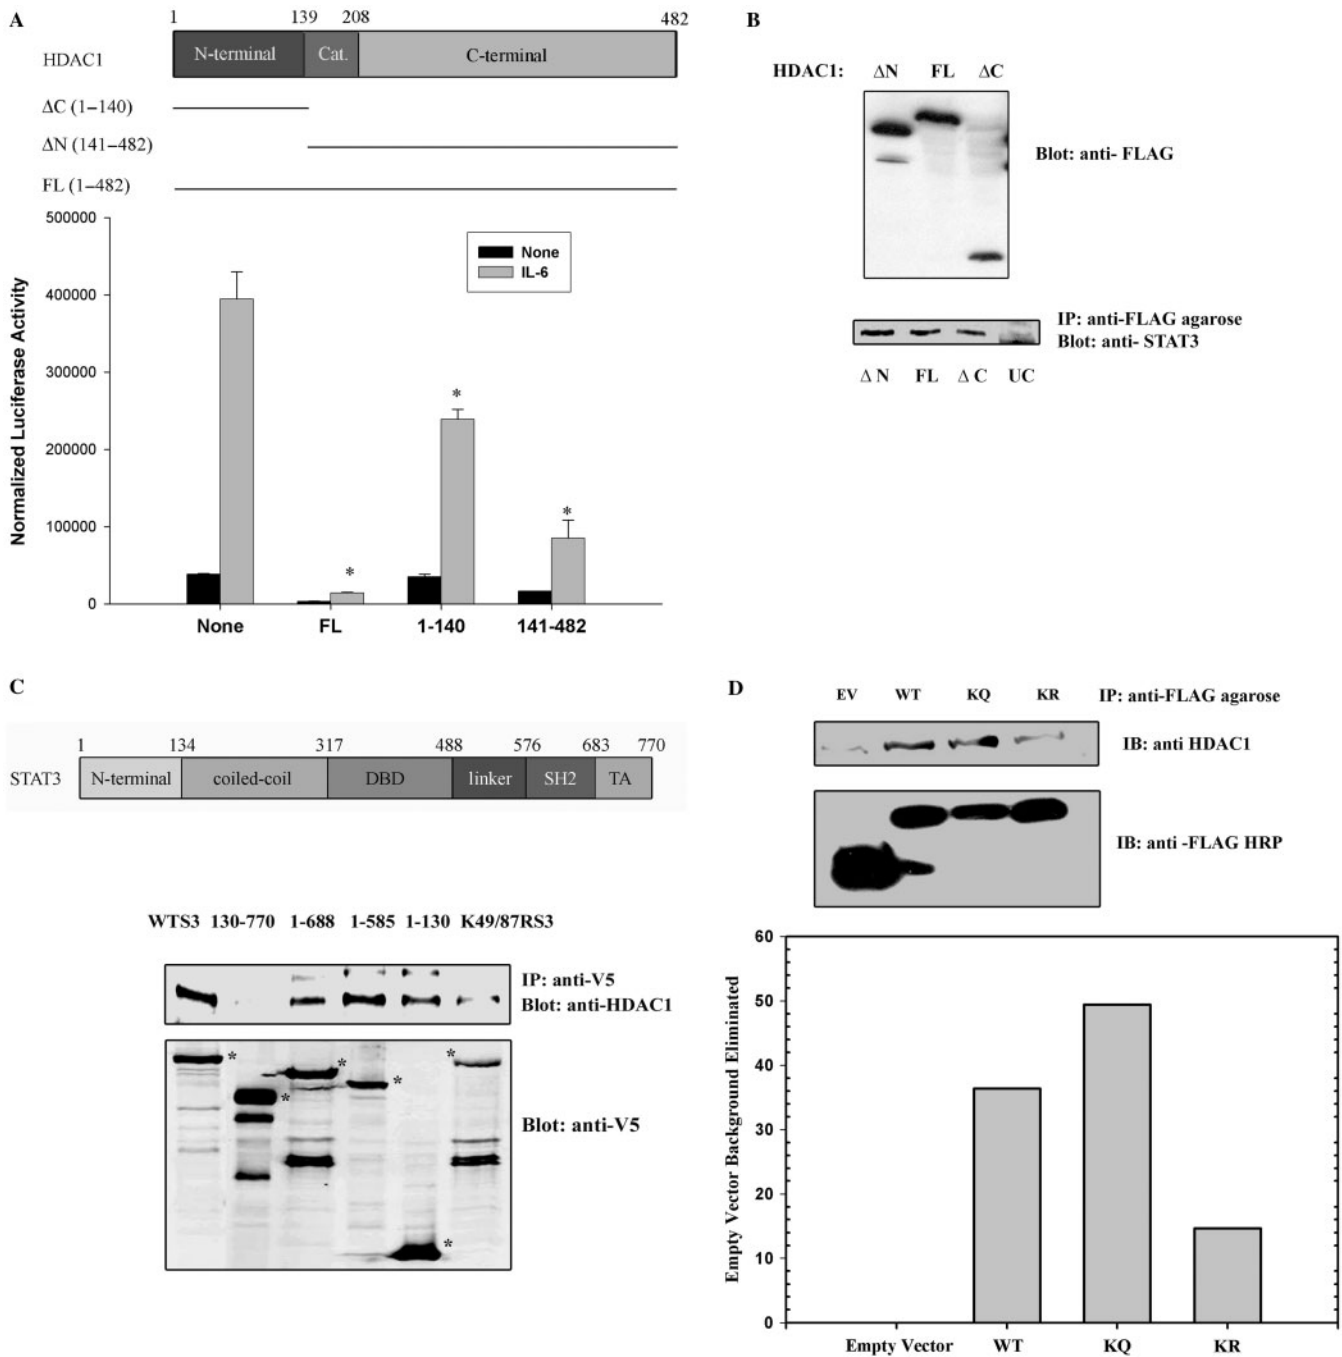 A
1 139 208 482
HDAC1 N-terminal Cat. C-terminal
ΔC (1−140)
ΔN (141−482)
FL (1−482)
Normalized Luciferase Activity
500000
400000
300000
200000
100000
0
None
IL-6
*
*
*
None FL 1-140 141-482
B
HDAC1: ΔN FL ΔC
Blot: anti- FLAG
IP: anti-FLAG agarose
Blot: anti- STAT3
Δ N FL Δ C UC
C
1 134 317 488 576 683 770
STAT3 N-terminal coiled-coil DBD linker SH2 TA
WTS3 130-770 1-688 1-585 1-130 K49/87RS3
IP: anti-V5
Blot: anti-HDAC1
* * * * * *
Blot: anti-V5
D
EV WT KQ KR IP: anti-FLAG agarose
IB: anti HDAC1
IB: anti -FLAG HRP
Empty Vector Background Eliminated
60
50
40
30
20
10
0
Empty Vector WT KQ KR